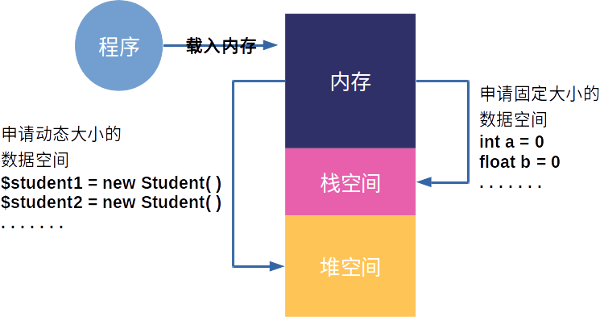 程序
载入内存
内存
申请固定大小的
数据空间
int a = 0
float b = 0
. . . . . . .
申请动态大小的
数据空间
$student1 = new Student( )
$student2 = new Student( )
. . . . . . .
栈空间
堆空间